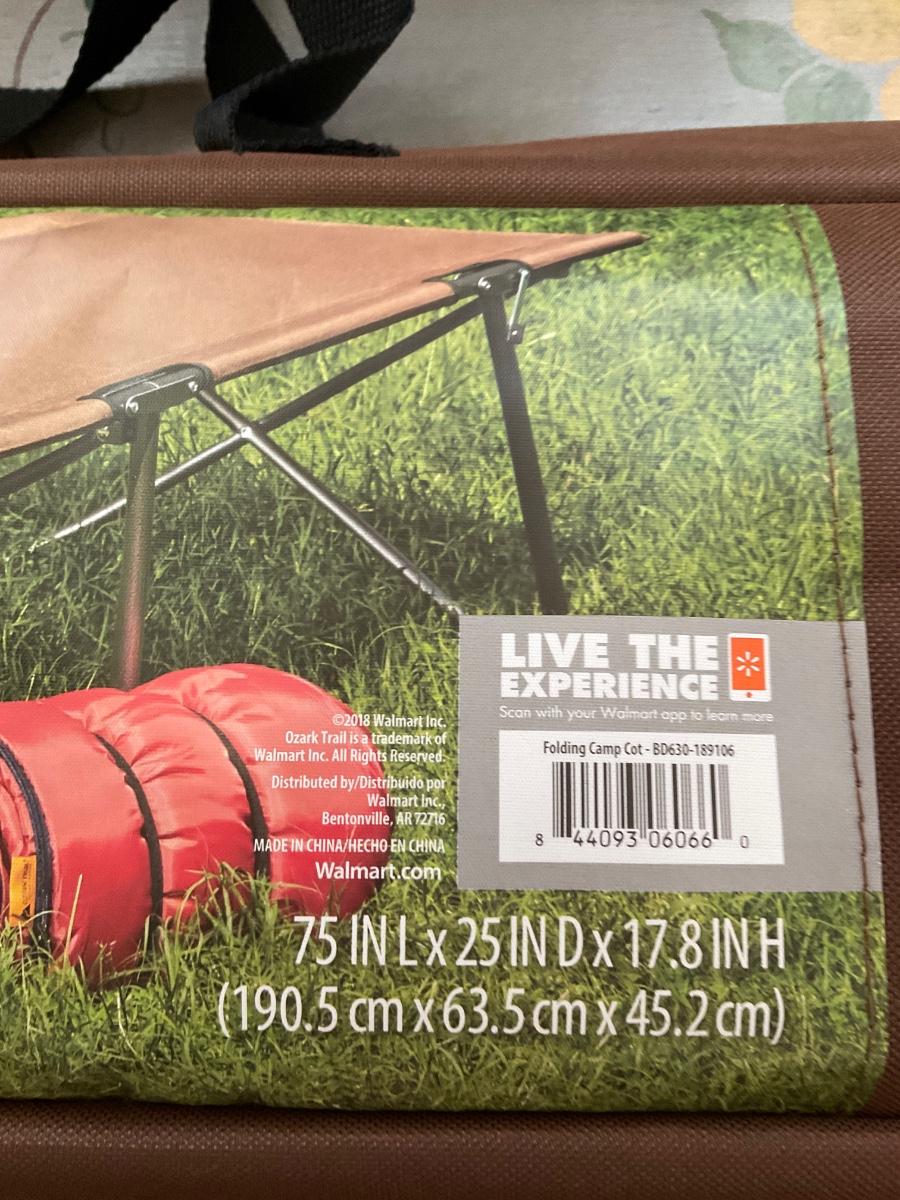 LIVE THE
EXPERIENCE
Scan with your Walmart app to learn more
Folding Camp Cot - BD630-189106
8 44093 06066 0
©2018 Walmart Inc.
Ozark Trail is a trademark of
Walmart Inc. All Rights Reserved.
Distributed by/Distribuido por
Walmart Inc.,
Bentonville, AR 72716
MADE IN CHINA/HECHO EN CHINA
Walmart.com
75 IN L x 25 IN D x 17.8 IN H
(190.5 cm x 63.5 cm x 45.2 cm)